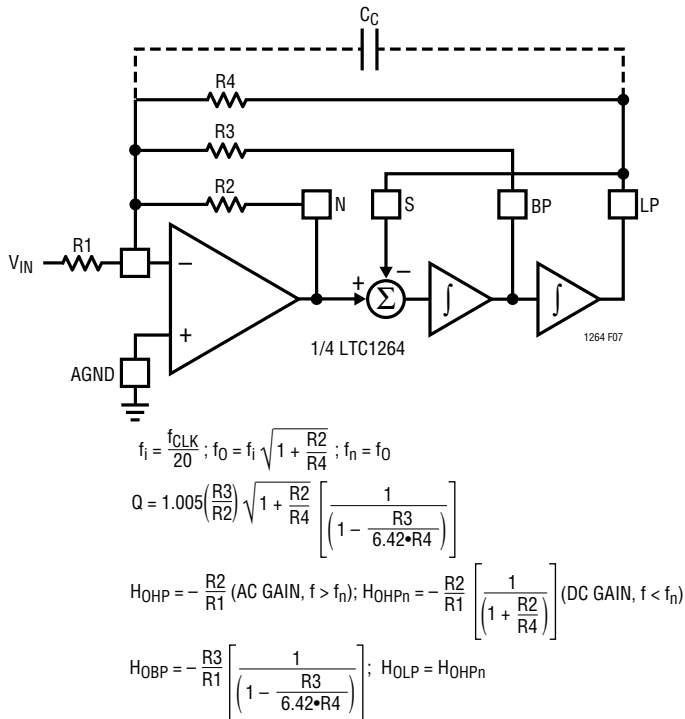 C_C
R4
R3
R2
N
S
BP
LP
V_IN
R1
−
+
+
−
Σ
∫
∫
AGND
1/4 LTC1264
1264 F07
f_i = f_CLK/20 ; f_O = f_i √(1 + R2/R4) ; f_n = f_O
Q = 1.005(R3/R2) √(1 + R2/R4) [1/(1 − R3/(6.42•R4))]
H_OHP = − R2/R1 (AC GAIN, f > f_n); H_OHPn = − R2/R1 [1/(1 + R2/R4)] (DC GAIN, f < f_n)
H_OBP = − R3/R1 [1/(1 − R3/(6.42•R4))] ; H_OLP = H_OHPn